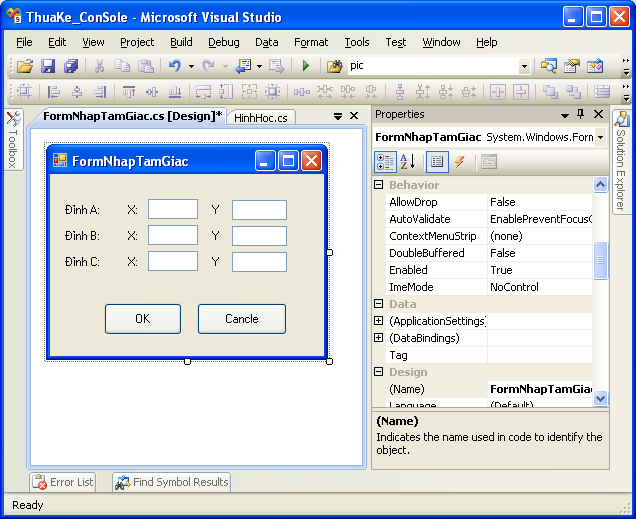 ThuaKe_ConSole - Microsoft Visual Studio
File Edit View Project Build Debug Data Format Tools Test Window Help
pic
FormNhapTamGiac.cs [Design]* HinhHoc.cs
Toolbox
FormNhapTamGiac
Đỉnh A: X: Y
Đỉnh B: X: Y
Đỉnh C: X: Y
OK Cancle
Properties
FormNhapTamGiac System.Windows.Form
Behavior
AllowDrop False
AutoValidate EnablePreventFocusC
ContextMenuStrip (none)
DoubleBuffered False
Enabled True
ImeMode NoControl
Data
(ApplicationSettings)
(DataBindings)
Tag
Design
(Name) FormNhapTamGiac
Language (Default)
(Name)
Indicates the name used in code to identify the
object.
Solution Explorer
Error List Find Symbol Results
Ready